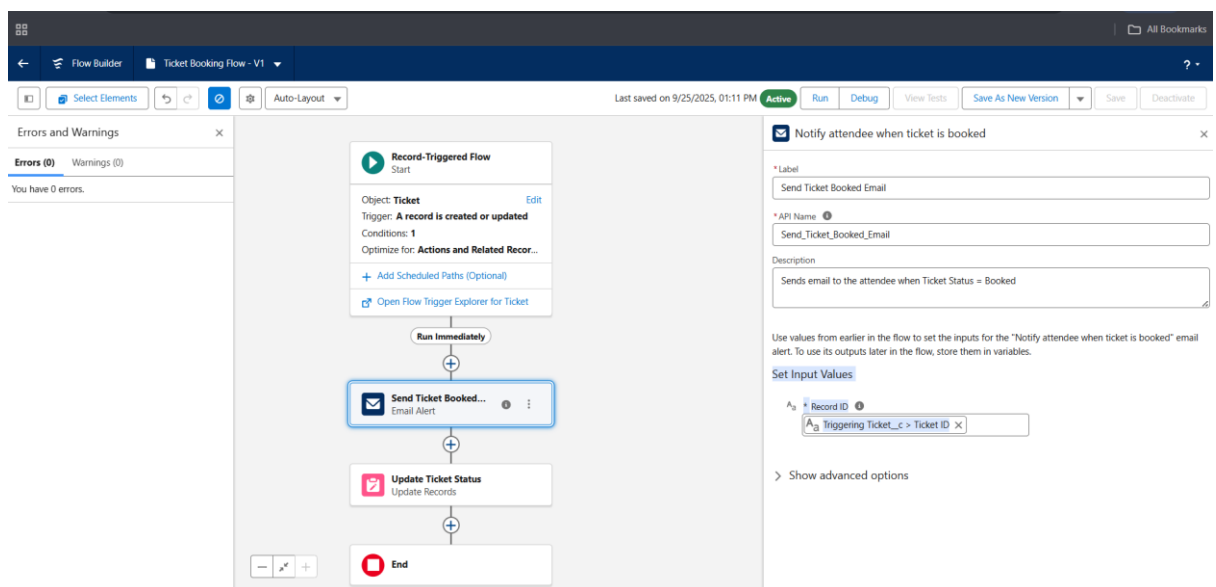 All Bookmarks
Flow Builder
Ticket Booking Flow - V1
?
Select Elements
Auto-Layout
Last saved on 9/25/2025, 01:11 PM
Active
Run
Debug
View Tests
Save As New Version
Save
Deactivate
Errors and Warnings
Errors (0)
Warnings (0)
You have 0 errors.
Record-Triggered Flow
Start
Object: Ticket
Edit
Trigger: A record is created or updated
Conditions: 1
Optimize for: Actions and Related Recor...
+ Add Scheduled Paths (Optional)
Open Flow Trigger Explorer for Ticket
Run Immediately
Send Ticket Booked...
Email Alert
Update Ticket Status
Update Records
End
Notify attendee when ticket is booked
* Label
Send Ticket Booked Email
* API Name
Send_Ticket_Booked_Email
Description
Sends email to the attendee when Ticket Status = Booked
Use values from earlier in the flow to set the inputs for the "Notify attendee when ticket is booked" email
alert. To use its outputs later in the flow, store them in variables.
Set Input Values
Aa * Record ID
Aa Triggering Ticket__c > Ticket ID
Show advanced options